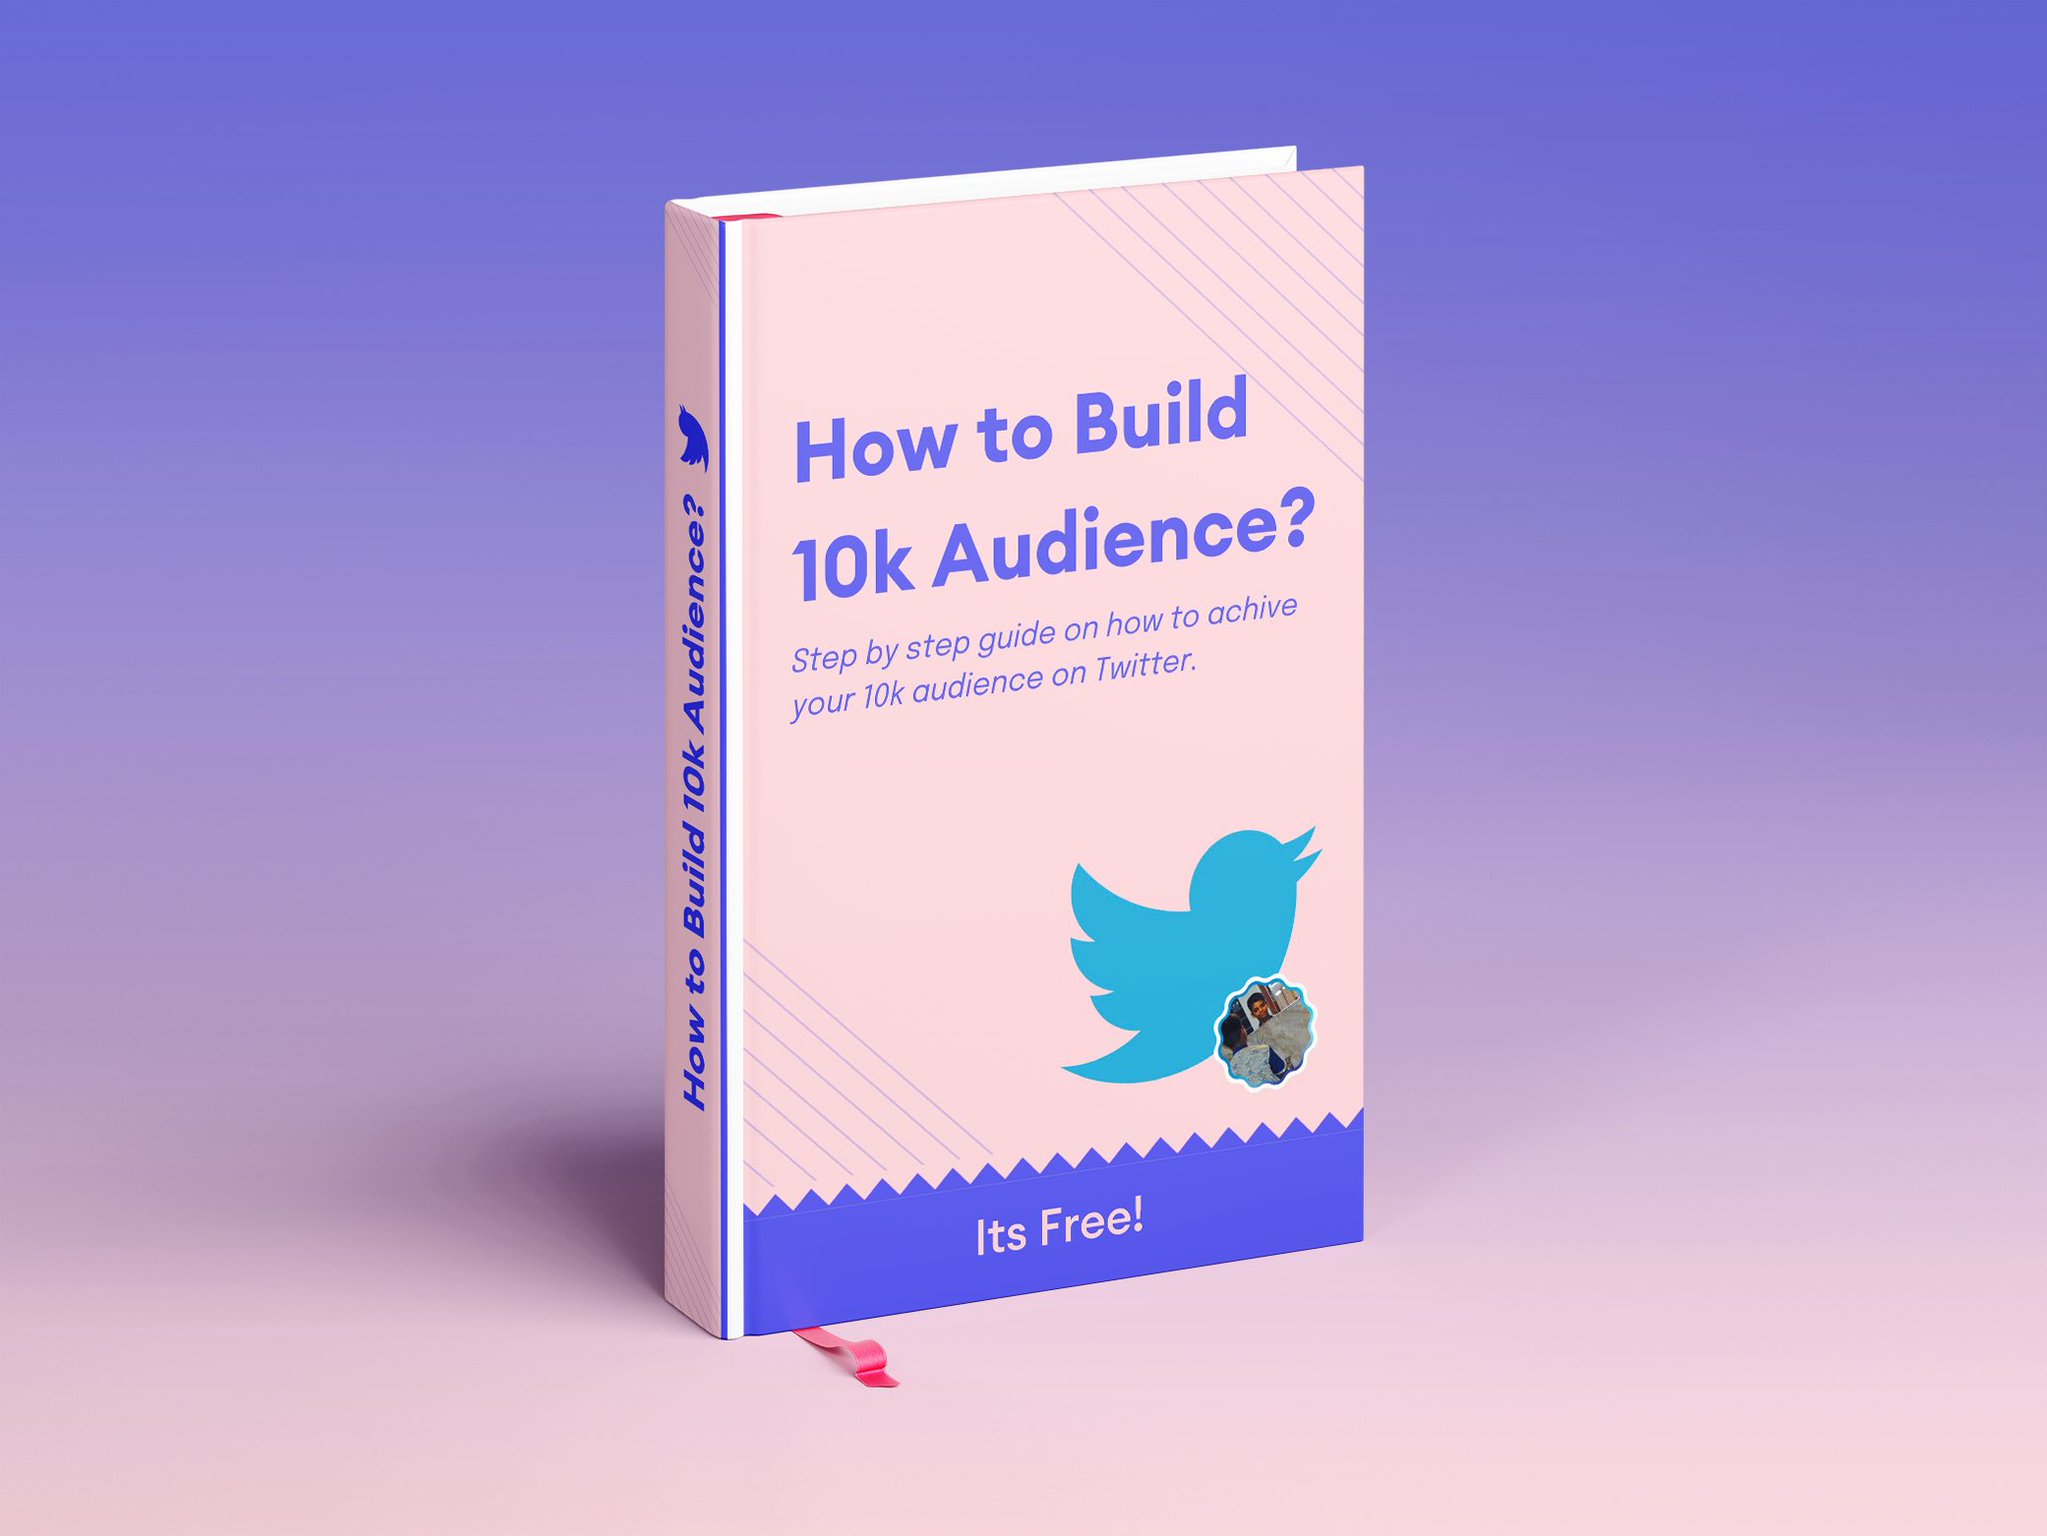 How to Build 10k Audience?
How to Build
10k Audience?
Step by step guide on how to achive
your 10k audience on Twitter.
Its Free!